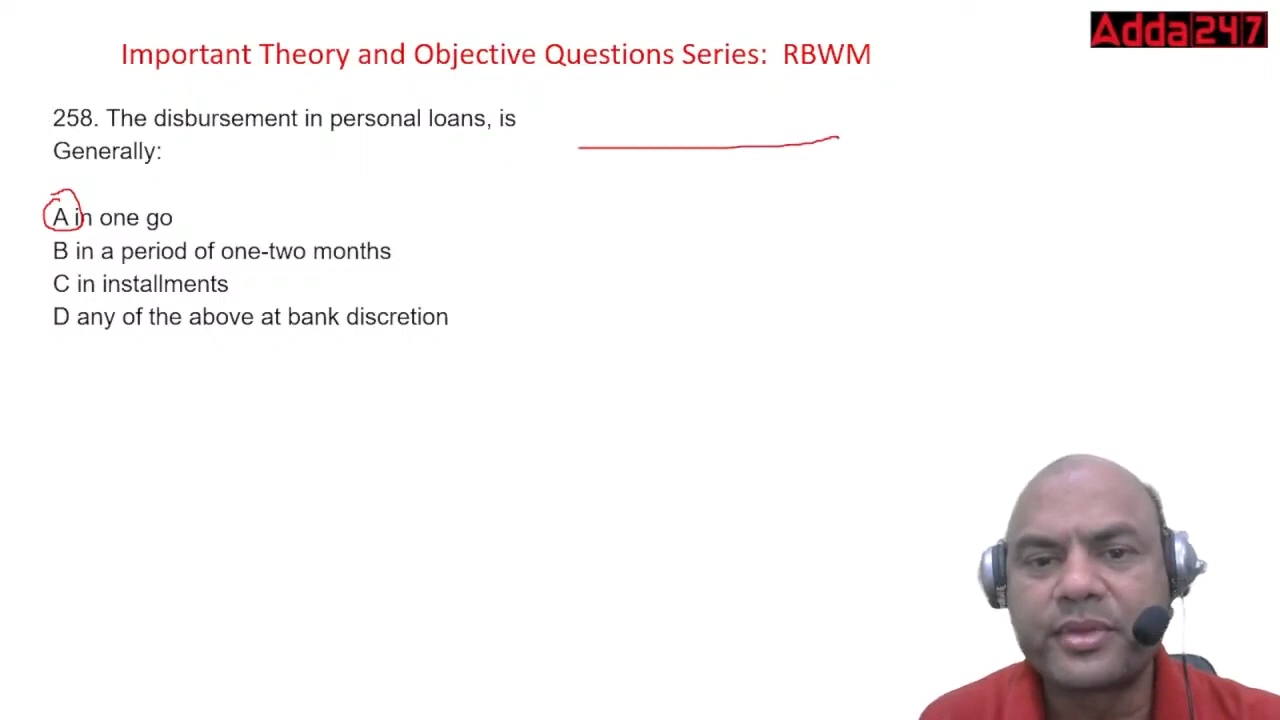 Adda247
Important Theory and Objective Questions Series: RBWM
258. The disbursement in personal loans, is
Generally:
A in one go
B in a period of one-two months
C in installments
D any of the above at bank discretion